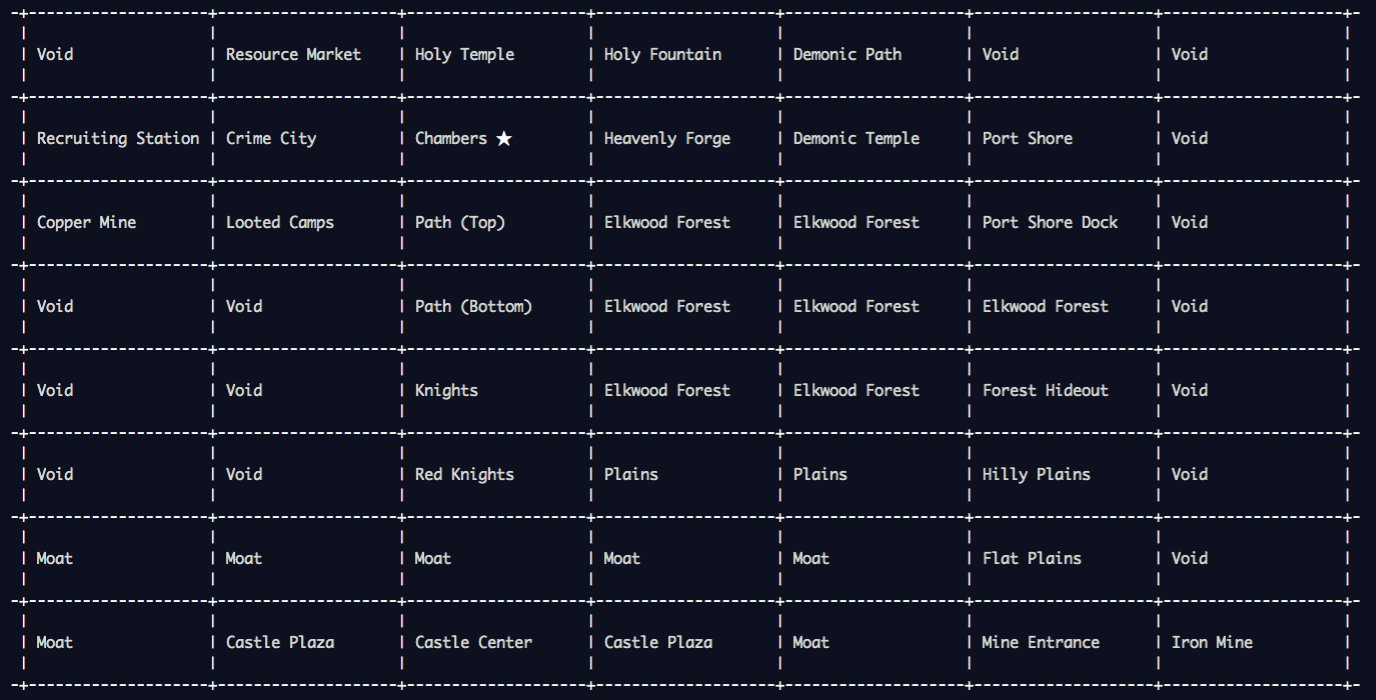 -+--------------------+--------------------+--------------------+--------------------+--------------------+--------------------+--------------------+-
 |                    |                    |                    |                    |                    |                    |                    |
 | Void               | Resource Market    | Holy Temple        | Holy Fountain      | Demonic Path       | Void               | Void               |
 |                    |                    |                    |                    |                    |                    |                    |
-+--------------------+--------------------+--------------------+--------------------+--------------------+--------------------+--------------------+-
 |                    |                    |                    |                    |                    |                    |                    |
 | Recruiting Station | Crime City         | Chambers ★         | Heavenly Forge     | Demonic Temple     | Port Shore         | Void               |
 |                    |                    |                    |                    |                    |                    |                    |
-+--------------------+--------------------+--------------------+--------------------+--------------------+--------------------+--------------------+-
 |                    |                    |                    |                    |                    |                    |                    |
 | Copper Mine        | Looted Camps       | Path (Top)         | Elkwood Forest     | Elkwood Forest     | Port Shore Dock    | Void               |
 |                    |                    |                    |                    |                    |                    |                    |
-+--------------------+--------------------+--------------------+--------------------+--------------------+--------------------+--------------------+-
 |                    |                    |                    |                    |                    |                    |                    |
 | Void               | Void               | Path (Bottom)      | Elkwood Forest     | Elkwood Forest     | Elkwood Forest     | Void               |
 |                    |                    |                    |                    |                    |                    |                    |
-+--------------------+--------------------+--------------------+--------------------+--------------------+--------------------+--------------------+-
 |                    |                    |                    |                    |                    |                    |                    |
 | Void               | Void               | Knights            | Elkwood Forest     | Elkwood Forest     | Forest Hideout     | Void               |
 |                    |                    |                    |                    |                    |                    |                    |
-+--------------------+--------------------+--------------------+--------------------+--------------------+--------------------+--------------------+-
 |                    |                    |                    |                    |                    |                    |                    |
 | Void               | Void               | Red Knights        | Plains             | Plains             | Hilly Plains       | Void               |
 |                    |                    |                    |                    |                    |                    |                    |
-+--------------------+--------------------+--------------------+--------------------+--------------------+--------------------+--------------------+-
 |                    |                    |                    |                    |                    |                    |                    |
 | Moat               | Moat               | Moat               | Moat               | Moat               | Flat Plains        | Void               |
 |                    |                    |                    |                    |                    |                    |                    |
-+--------------------+--------------------+--------------------+--------------------+--------------------+--------------------+--------------------+-
 |                    |                    |                    |                    |                    |                    |                    |
 | Moat               | Castle Plaza       | Castle Center      | Castle Plaza       | Moat               | Mine Entrance      | Iron Mine          |
 |                    |                    |                    |                    |                    |                    |                    |
-+--------------------+--------------------+--------------------+--------------------+--------------------+--------------------+--------------------+-